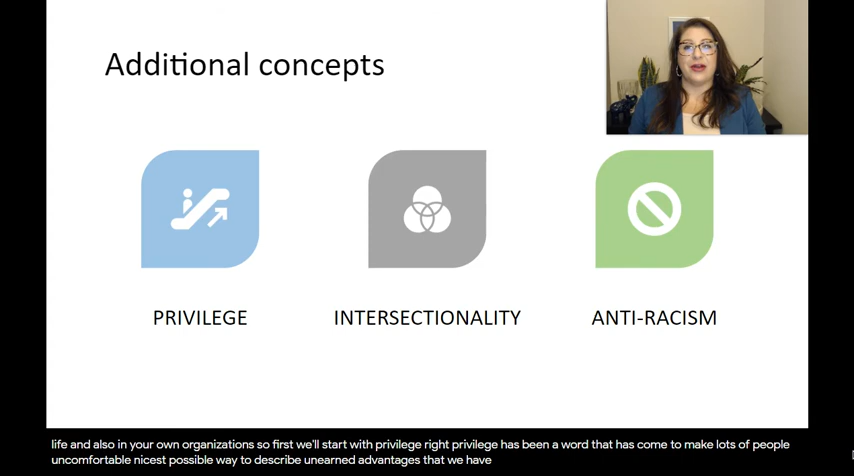 Additional concepts
PRIVILEGE
INTERSECTIONALITY
ANTI-RACISM
life and also in your own organizations so first we'll start with privilege right privilege has been a word that has come to make lots of people
uncomfortable nicest possible way to describe unearned advantages that we have